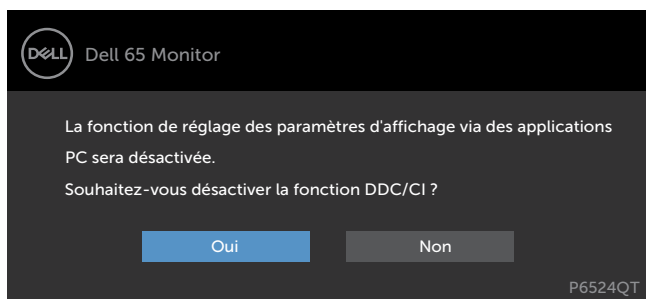 DELL Dell 65 Monitor
La fonction de réglage des paramètres d'affichage via des applications
PC sera désactivée.
Souhaitez-vous désactiver la fonction DDC/CI ?
Oui Non
P6524QT